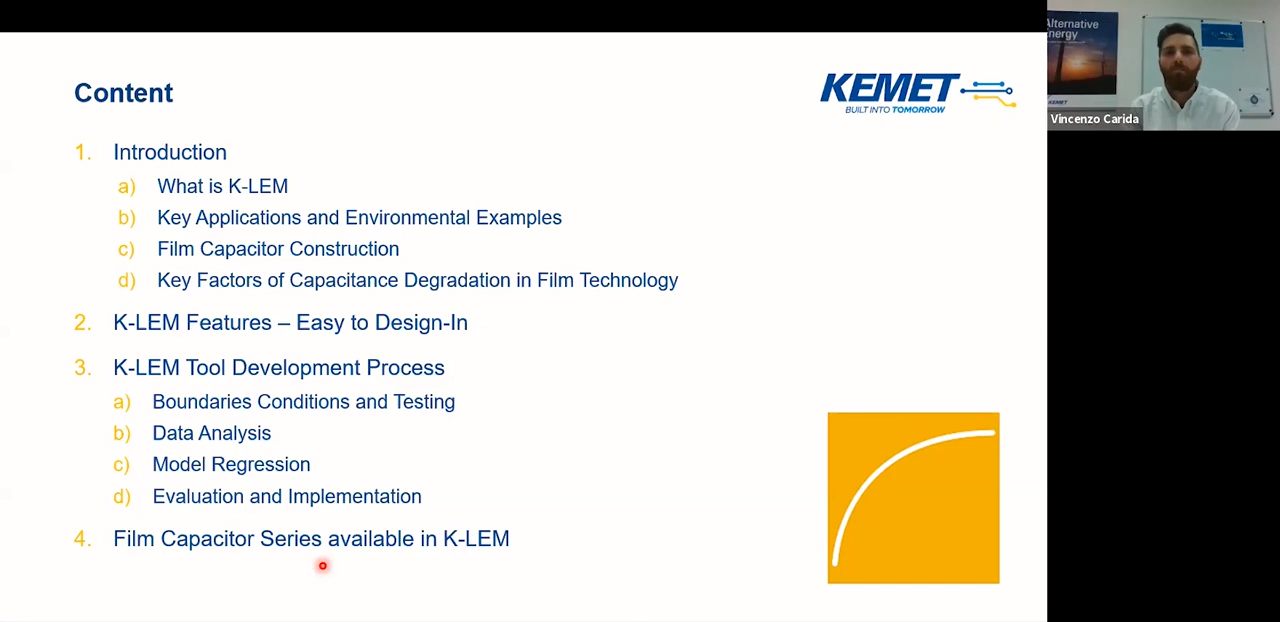 Content
KEMET
BUILT INTO TOMORROW
1. Introduction
a) What is K-LEM
b) Key Applications and Environmental Examples
c) Film Capacitor Construction
d) Key Factors of Capacitance Degradation in Film Technology
2. K-LEM Features – Easy to Design-In
3. K-LEM Tool Development Process
a) Boundaries Conditions and Testing
b) Data Analysis
c) Model Regression
d) Evaluation and Implementation
4. Film Capacitor Series available in K-LEM
Alternative
Energy
KEMET
Vincenzo Carida